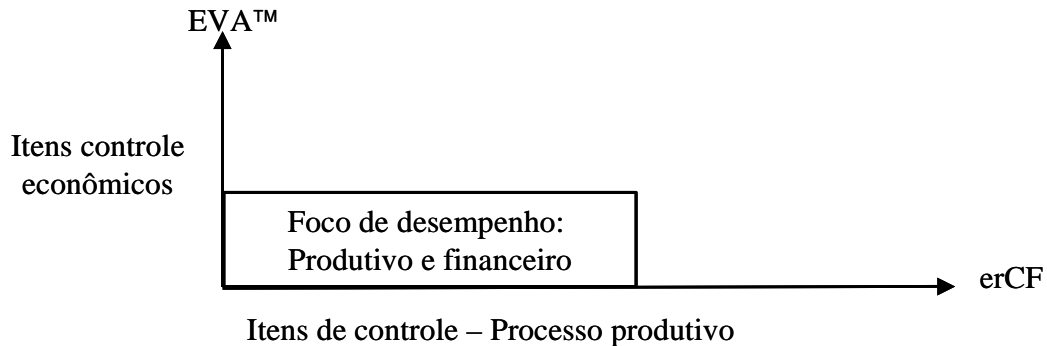 EVA™
Itens controle
econômicos
Foco de desempenho:
Produtivo e financeiro
erCF
Itens de controle – Processo produtivo